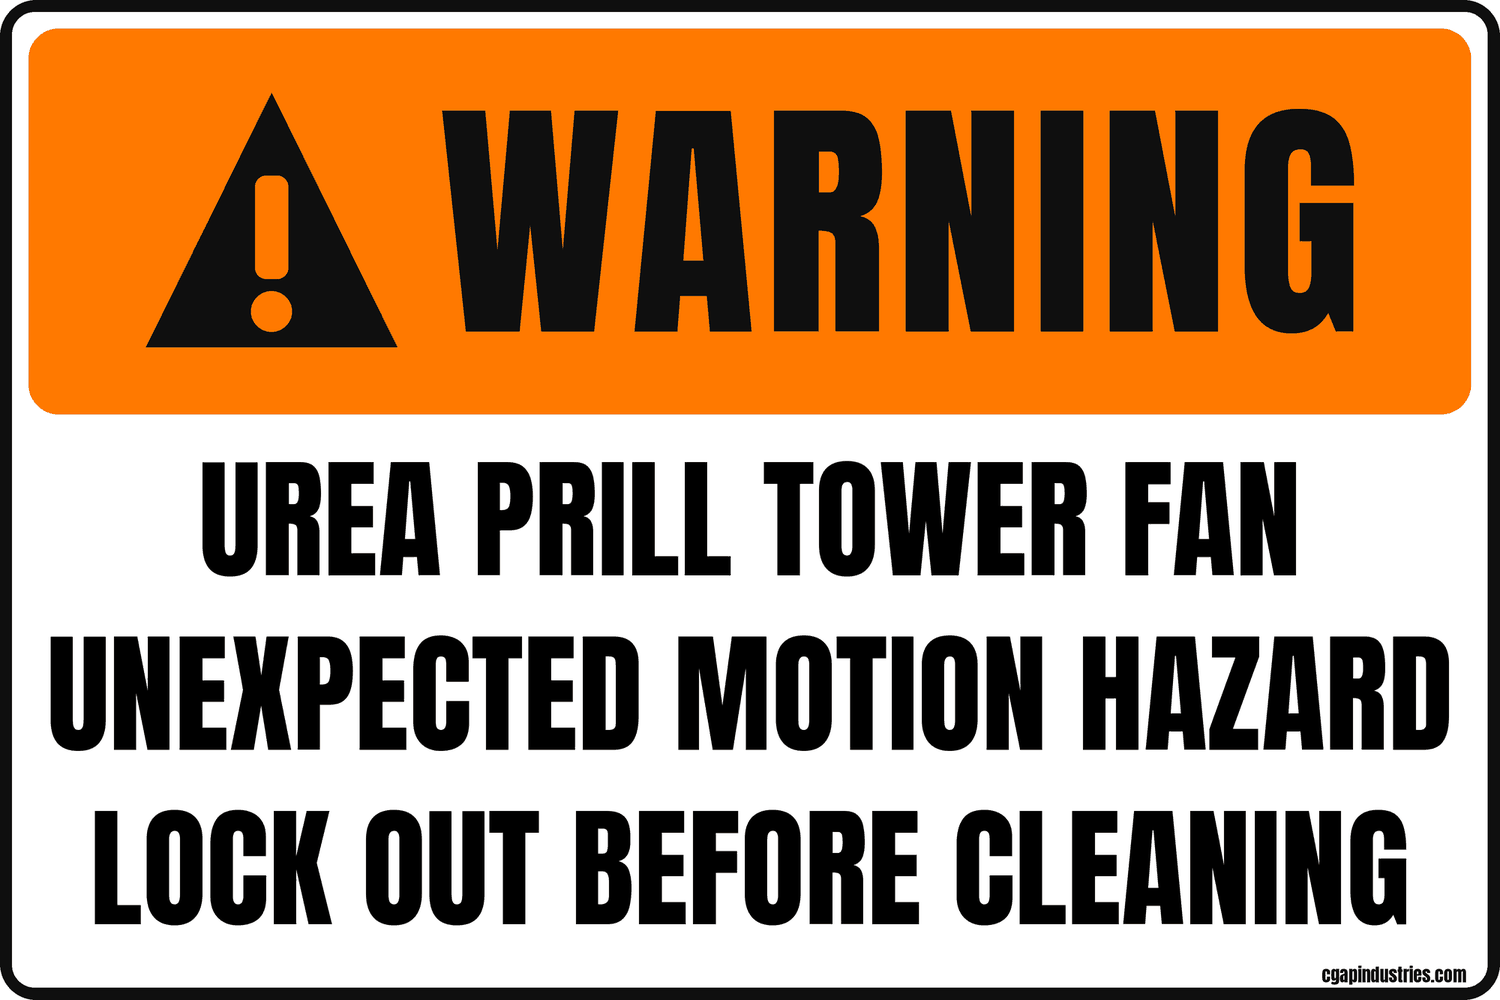 WARNING
UREA PRILL TOWER FAN
UNEXPECTED MOTION HAZARD
LOCK OUT BEFORE CLEANING
cgapindustries.com